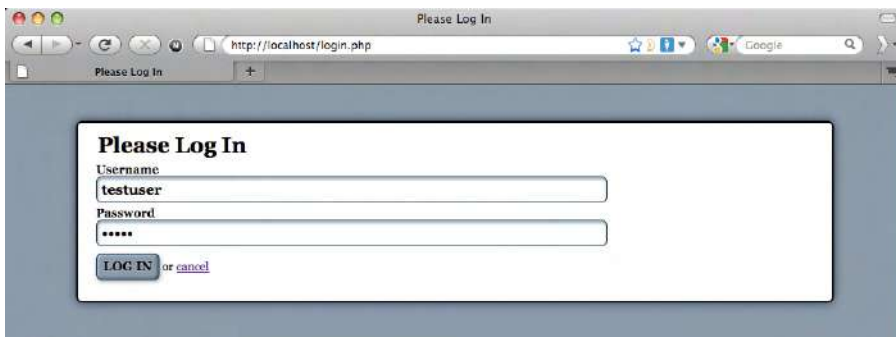 Please Log In
http://localhost/login.php
Google
Please Log In
Please Log In
Username
testuser
Password
•••••
LOG IN or cancel